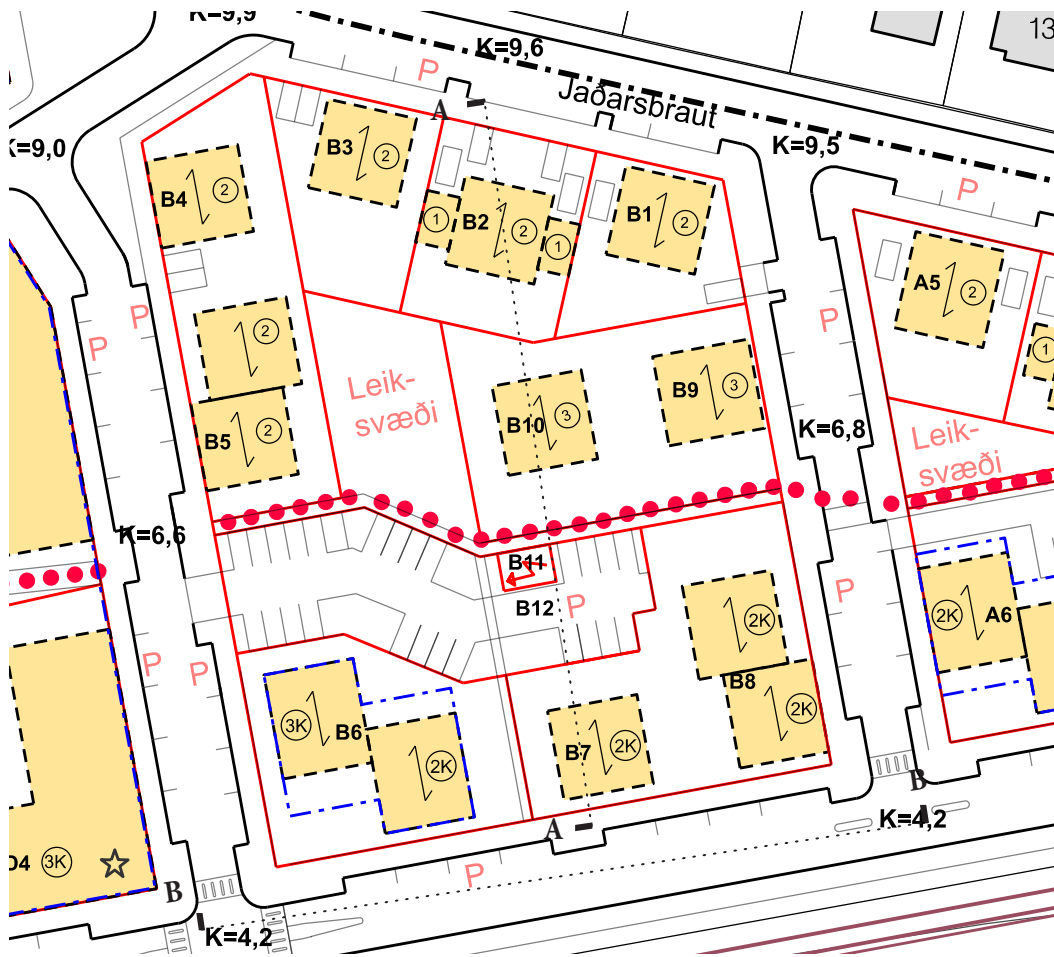 K=9,9
K=9,6
13
P
A
Jaðarsbraut
K=9,0
K=9,5
B3
2
B4
2
1
B2
2
1
B1
2
P
A5
2
1
P
P
P
2
Leik-
svæði
B5
2
B10
3
B9
3
K=6,8
Leik-
svæði
K=6,6
B11
B12
P
P
2K
2K
A6
P
P
3K
B6
2K
B8
2K
B7
2K
B
A
K=4,2
D4
3K
B
P
K=4,2